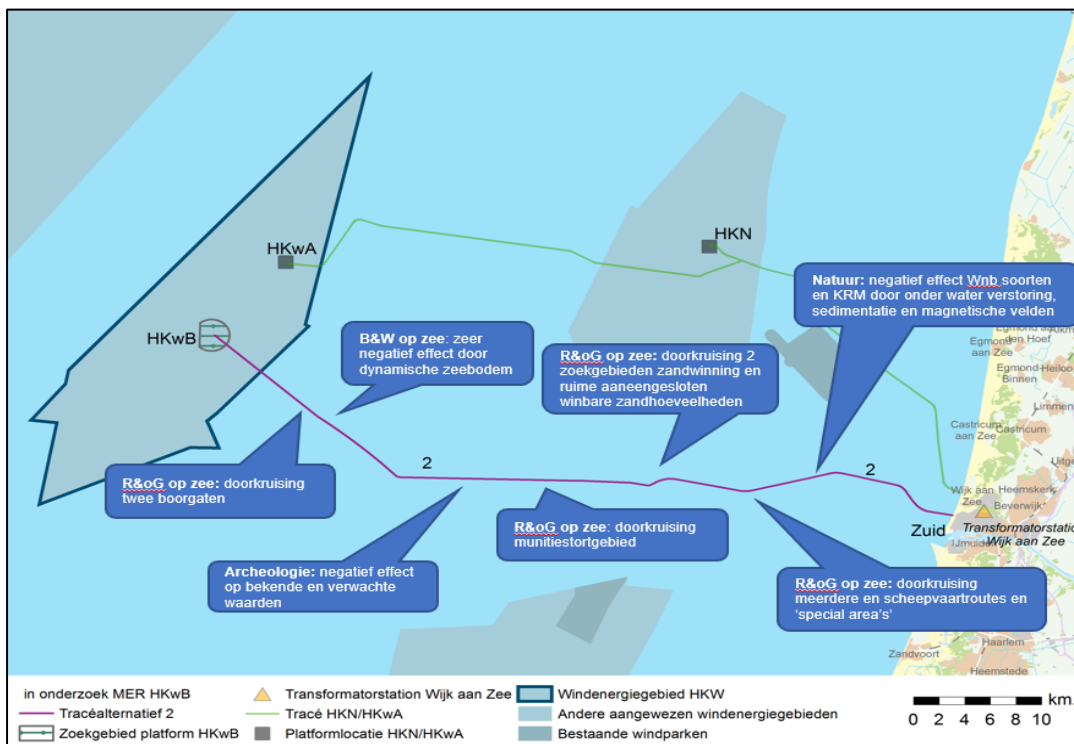 HKwA
HKN
Natuur: negatief effect Wnb soorten
en KRM door onder water verstoring,
sedimentatie en magnetische velden
HKwB
B&W op zee: zeer
negatief effect door
dynamische zeebodem
R&oG op zee: doorkruising 2
zoekgebieden zandwinning en
ruime aaneengesloten
winbare zandhoeveelheden
Egmond aan Zee
den Hoef
Egmond-
Binnen
Heiloo
Limmen
Castricum
aan Zee
Castricum
R&oG op zee: doorkruising
twee boorgaten
2
2
Wijk aan
Zee
Heemskerk
Beverwijk
Zuid
Transformatorstation
Wijk aan Zee
IJmuiden
R&oG op zee: doorkruising
munitiestortgebied
Archeologie: negatief effect
op bekende en verwachte
waarden
R&oG op zee: doorkruising
meerdere en scheepvaartroutes en
‘special area’s’
Haarlem
Zandvoort
Heemstede
in onderzoek MER HKwB
Tracéalternatief 2
Zoekgebied platform HKwB
Transformatorstation Wijk aan Zee
Tracé HKN/HKwA
Platformlocatie HKN/HKwA
Windenergiegebied HKW
Andere aangewezen windenergiegebieden
Bestaande windparken
km.
0 2 4 6 8 10